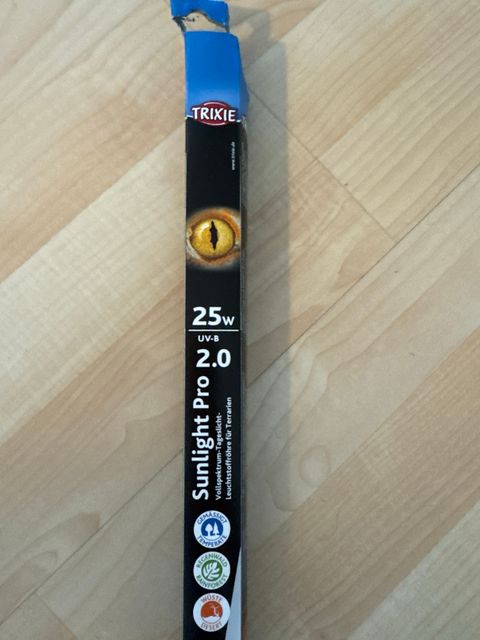 TRIXIE
www.trixie.de
25W
UV-B
2.0
Sunlight Pro
Vollspektrum-Tageslicht-
Leuchtstoffröhre für Terrarien
GEMÄSSIGT
TEMPERATE
REGENWALD
RAINFOREST
WÜSTE
DESERT